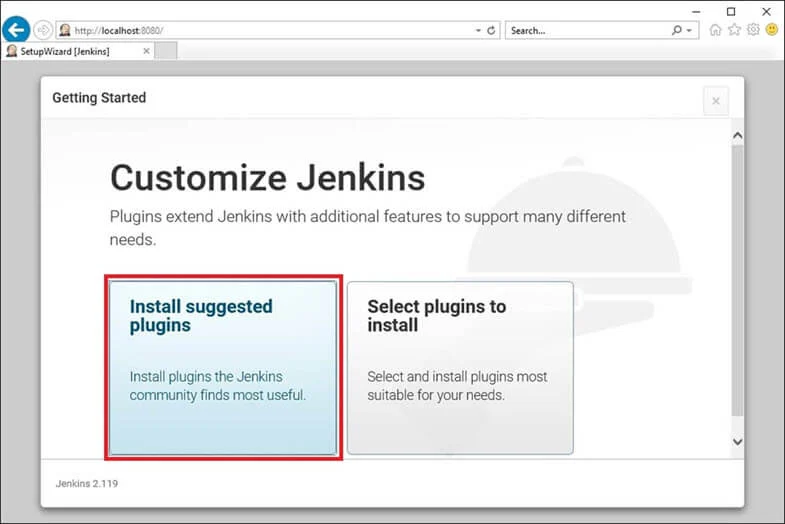 http://localhost:8080/
Search...
SetupWizard [Jenkins]
Getting Started
Customize Jenkins
Plugins extend Jenkins with additional features to support many different
needs.
Install suggested
plugins
Install plugins the Jenkins
community finds most useful.
Select plugins to
install
Select and install plugins most
suitable for your needs.
Jenkins 2.119